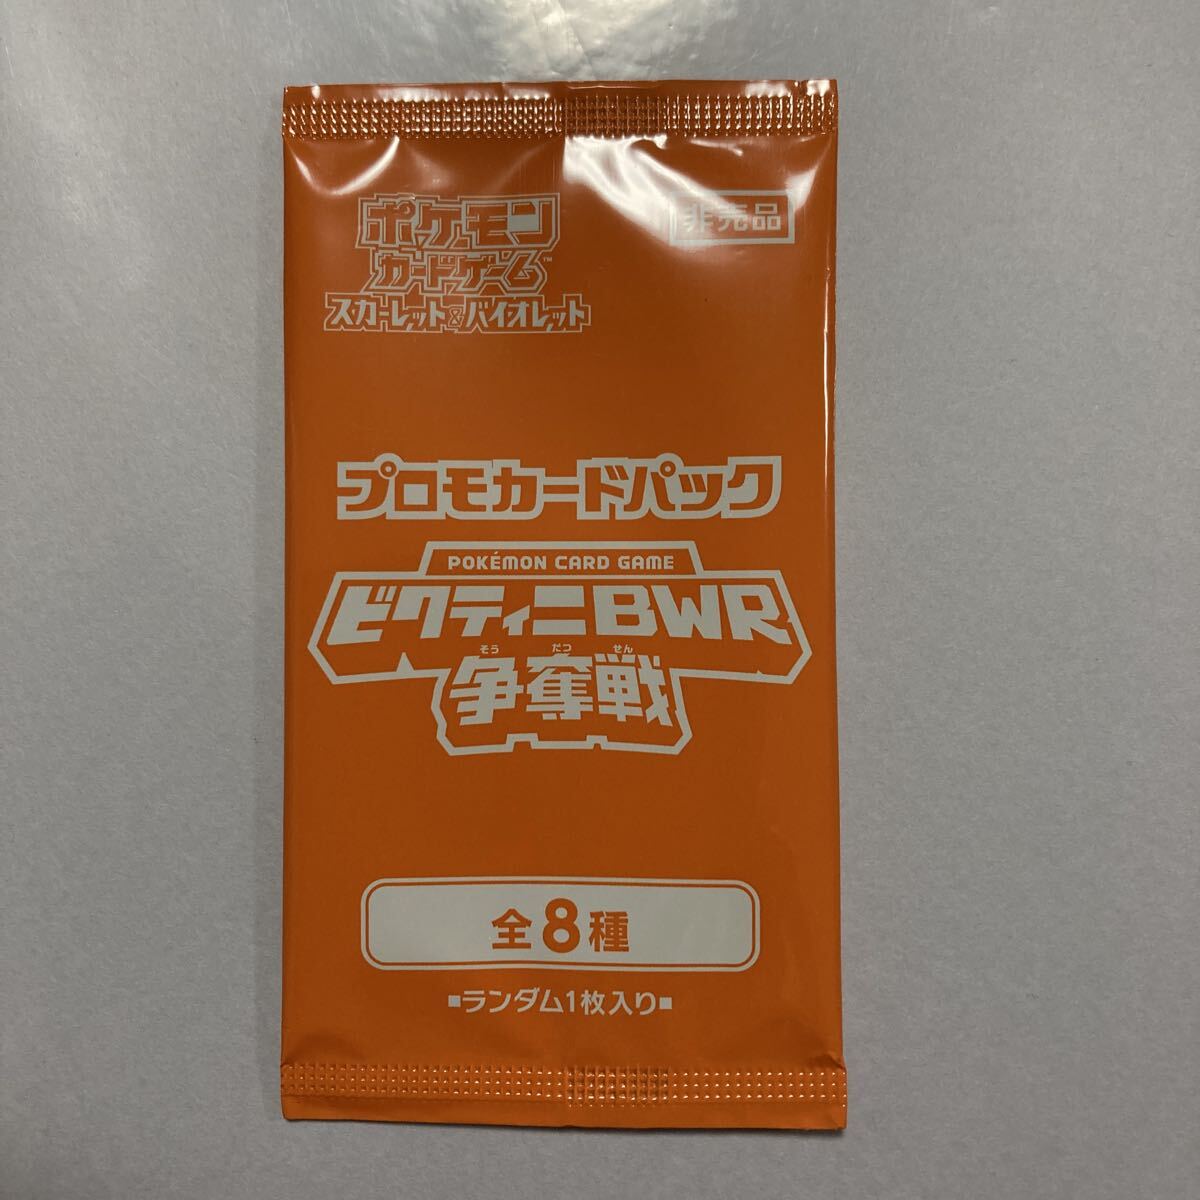 ポケモン
カードゲーム™
スカーレット&バイオレット
非売品
プロモカードパック
POKÉMON CARD GAME
ビクティニBWR
そう だつ せん
争奪戦
全8種
■ランダム1枚入り■